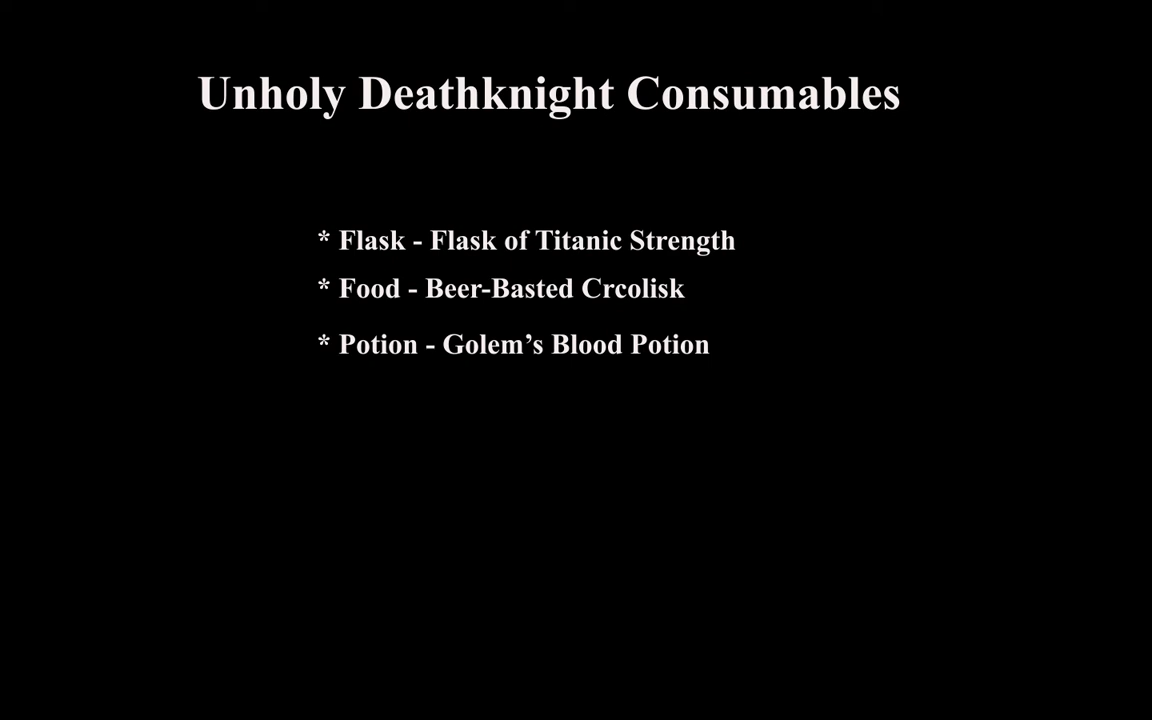 Unholy Deathknight Consumables
* Flask - Flask of Titanic Strength
* Food - Beer-Basted Crcolisk
* Potion - Golem’s Blood Potion